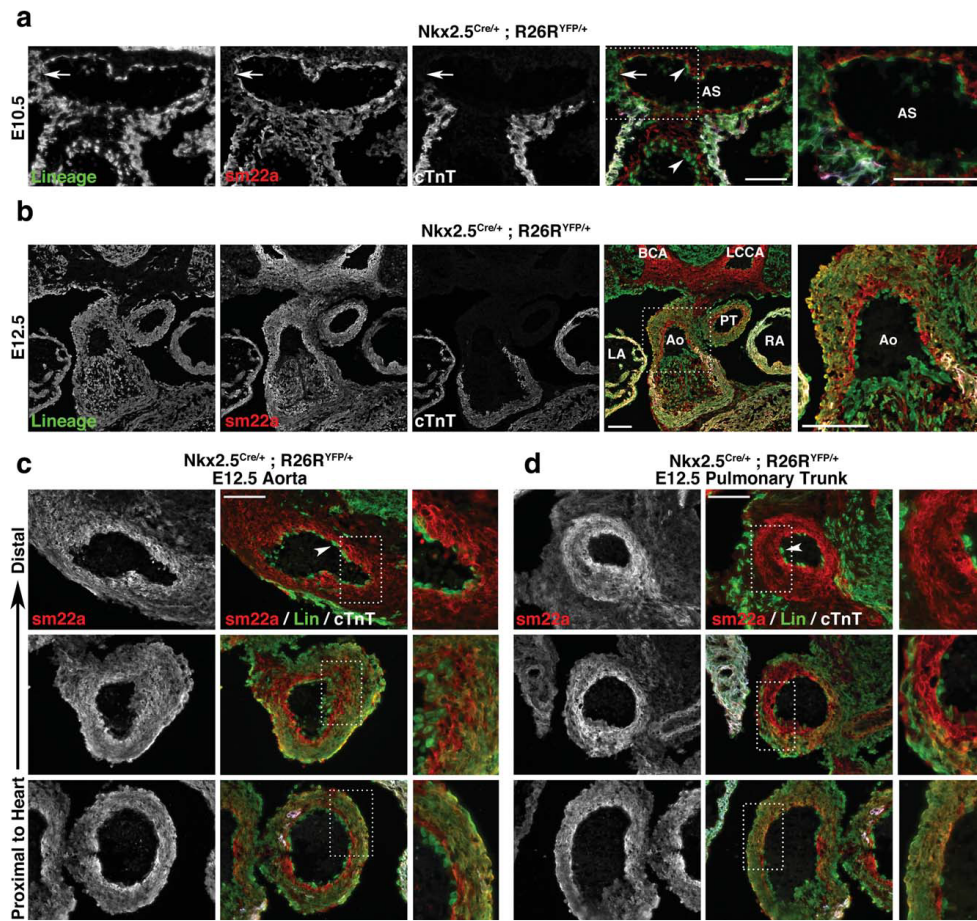 a
Nkx2.5Cre/+ ; R26RYFP/+
E10.5
Lineage
sm22a
cTnT
AS
AS
b
Nkx2.5Cre/+ ; R26RYFP/+
E12.5
Lineage
sm22a
cTnT
BCA
LCCA
PT
Ao
LA
RA
Ao
c
Nkx2.5Cre/+ ; R26RYFP/+
E12.5 Aorta
d
Nkx2.5Cre/+ ; R26RYFP/+
E12.5 Pulmonary Trunk
Proximal to Heart
Distal
sm22a
sm22a / Lin / cTnT
sm22a
sm22a / Lin / cTnT